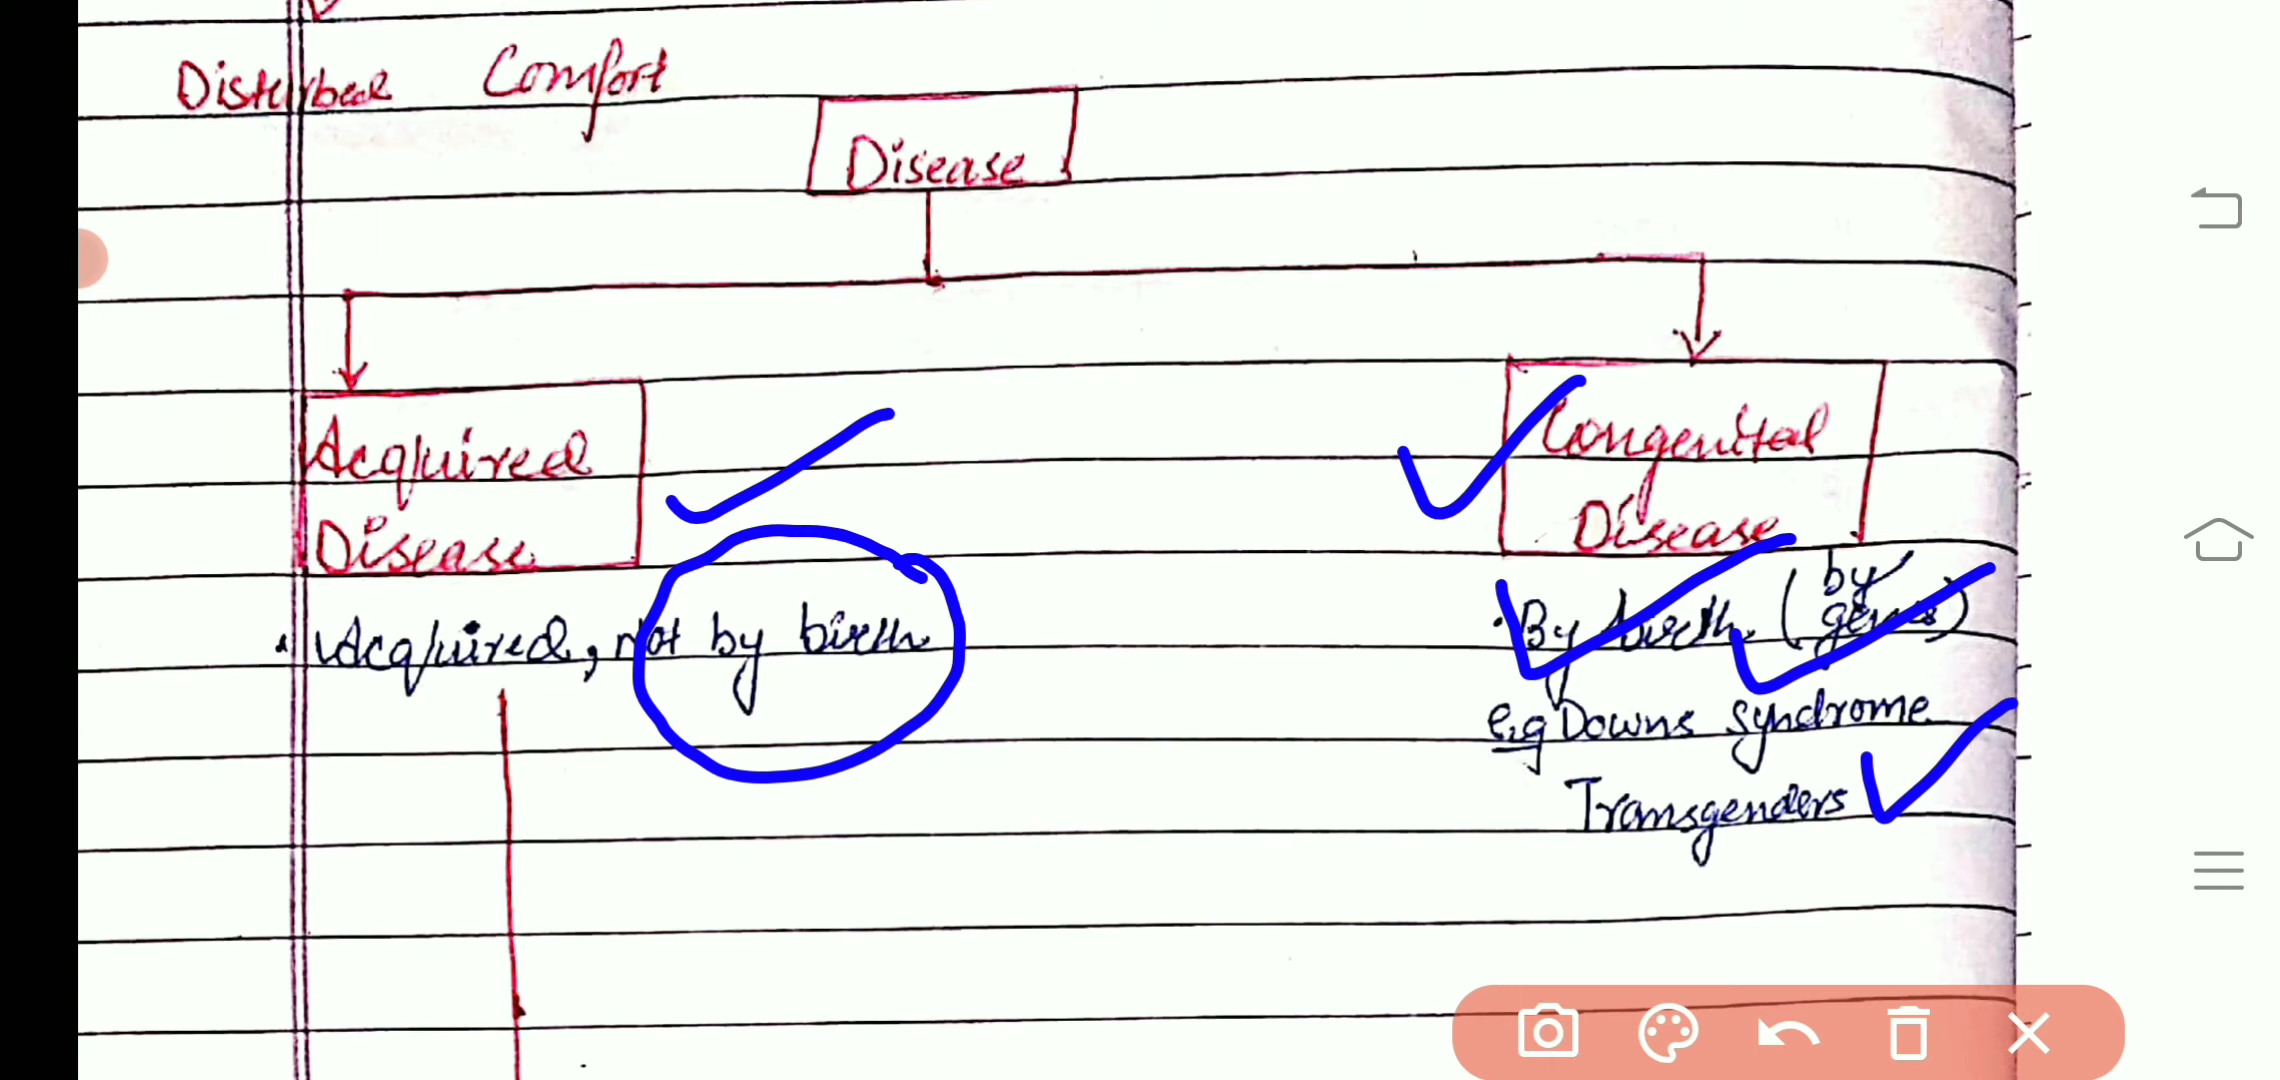 Disturbed Comfort
Disease
Acquired
Disease
Congenital
Disease
• Acquired, not by birth
• By birth (by genes)
e.g Downs syndrome
Transgenders